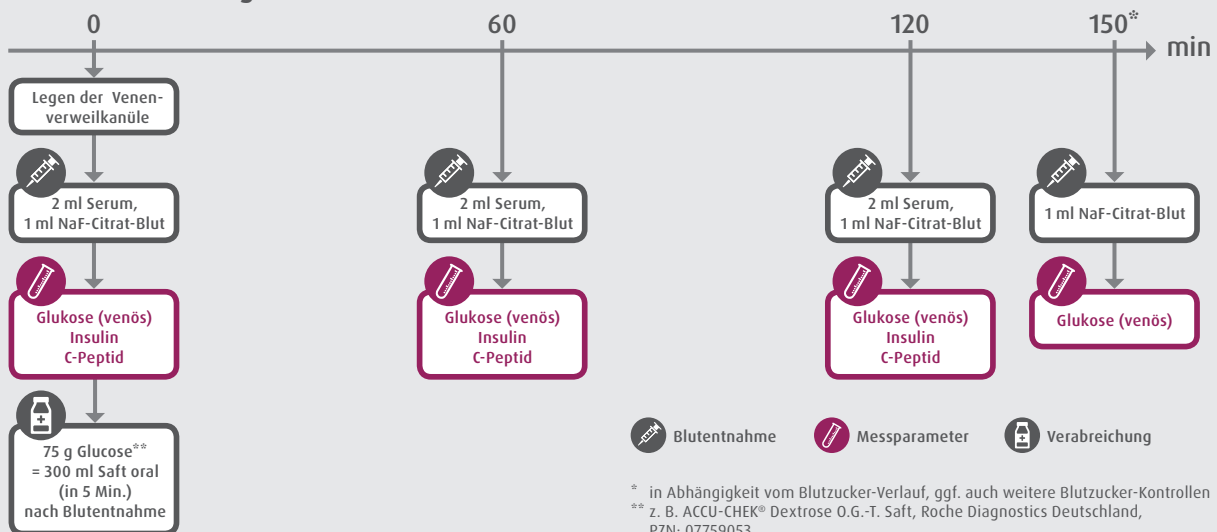 0
60
120
150*
min
Legen der Venen-
verweilkanüle
2 ml Serum,
1 ml NaF-Citrat-Blut
Glukose (venös)
Insulin
C-Peptid
75 g Glucose**
= 300 ml Saft oral
(in 5 Min.)
nach Blutentnahme
2 ml Serum,
1 ml NaF-Citrat-Blut
Glukose (venös)
Insulin
C-Peptid
2 ml Serum,
1 ml NaF-Citrat-Blut
Glukose (venös)
Insulin
C-Peptid
1 ml NaF-Citrat-Blut
Glukose (venös)
Blutentnahme
Messparameter
Verabreichung
* in Abhängigkeit vom Blutzucker-Verlauf, ggf. auch weitere Blutzucker-Kontrollen
** z. B. ACCU-CHEK® Dextrose O.G.-T. Saft, Roche Diagnostics Deutschland,
PZN: 07759053